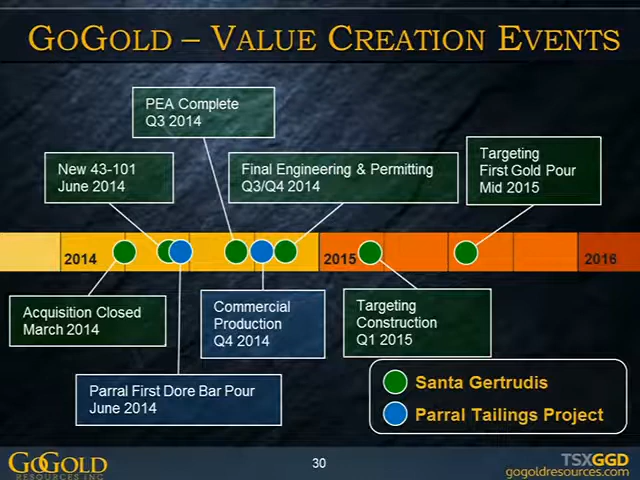 GoGold – Value Creation Events
PEA Complete
Q3 2014
New 43-101
June 2014
Final Engineering & Permitting
Q3/Q4 2014
Targeting
First Gold Pour
Mid 2015
2014
2015
2016
Acquisition Closed
March 2014
Commercial
Production
Q4 2014
Targeting
Construction
Q1 2015
Parral First Dore Bar Pour
June 2014
Santa Gertrudis
Parral Tailings Project
GoGold
RESOURCES INC
30
TSXGGD
gogoldresources.com